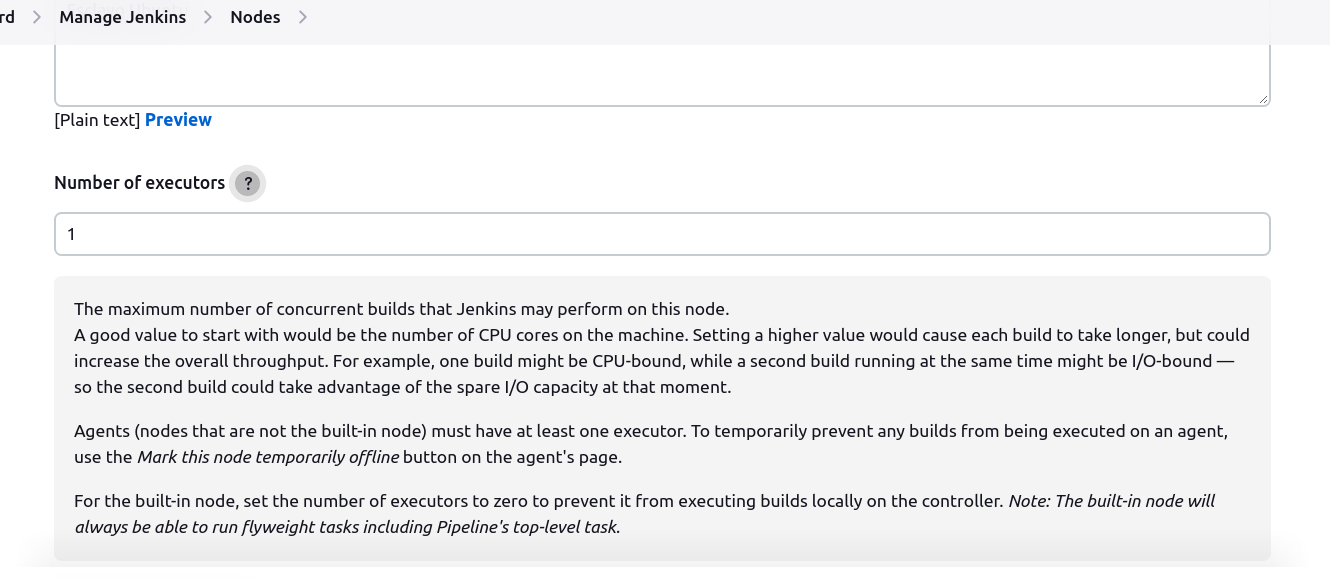 rd > Manage Jenkins > Nodes >
[Plain text] Preview
Number of executors ?
1
The maximum number of concurrent builds that Jenkins may perform on this node.
A good value to start with would be the number of CPU cores on the machine. Setting a higher value would cause each build to take longer, but could
increase the overall throughput. For example, one build might be CPU-bound, while a second build running at the same time might be I/O-bound —
so the second build could take advantage of the spare I/O capacity at that moment.
Agents (nodes that are not the built-in node) must have at least one executor. To temporarily prevent any builds from being executed on an agent,
use the Mark this node temporarily offline button on the agent's page.
For the built-in node, set the number of executors to zero to prevent it from executing builds locally on the controller. Note: The built-in node will
always be able to run flyweight tasks including Pipeline's top-level task.